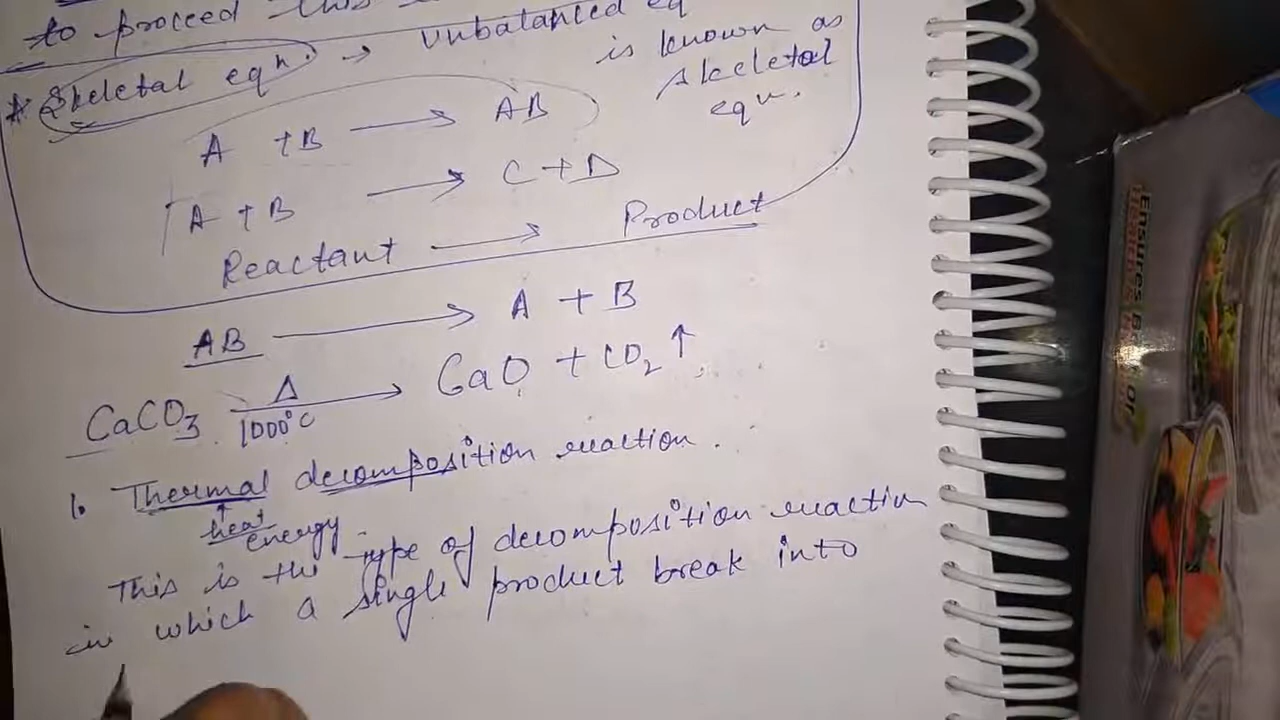 to proceed this
* Skeletal eqn. → Unbalanced eq
is known as
skeletal
eqn.
A + B → AB
A + B → C + D
Reactant → Product
AB → A + B
CaCO3 Δ 1000°C → CaO + CO2 ↑
1. Thermal decomposition reaction.
↑
heat energy
This is the type of decomposition reaction
in which a single product break into
Ensures B